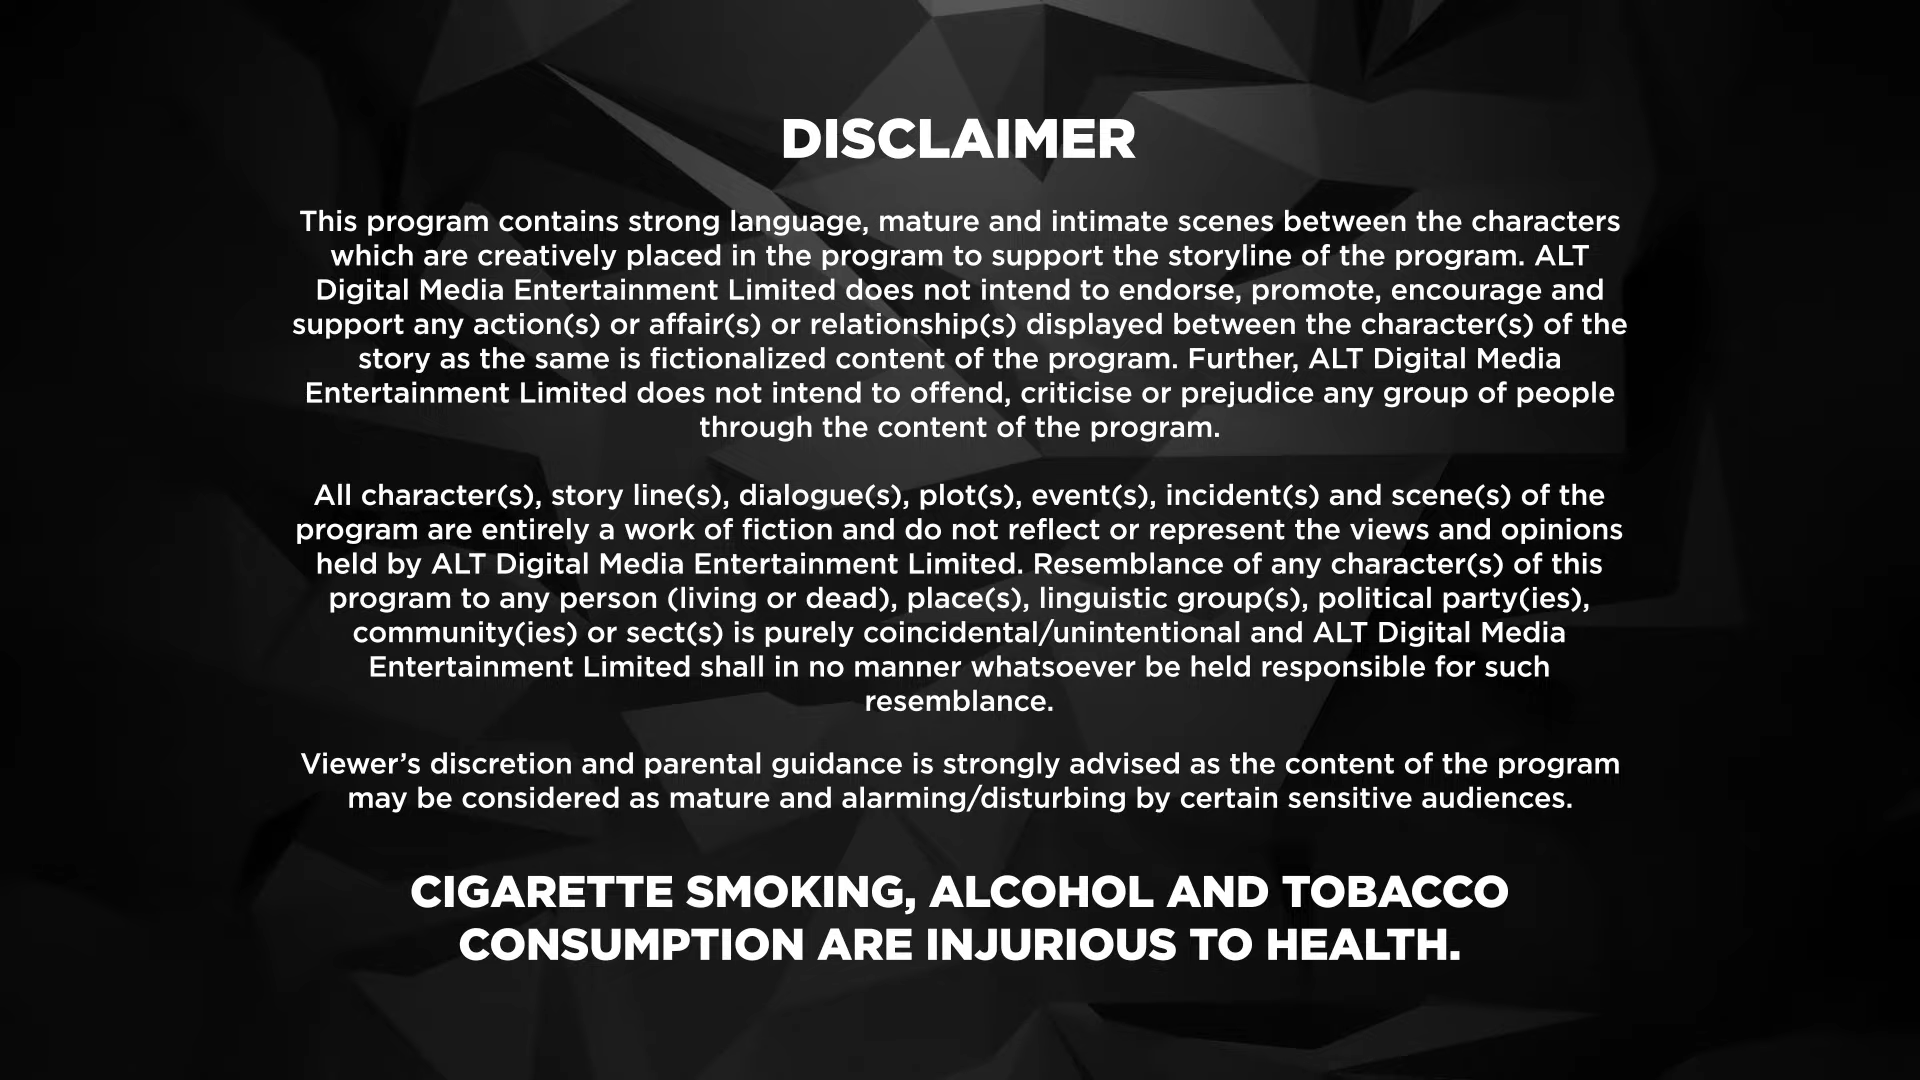 DISCLAIMER
This program contains strong language, mature and intimate scenes between the characters
which are creatively placed in the program to support the storyline of the program. ALT
Digital Media Entertainment Limited does not intend to endorse, promote, encourage and
support any action(s) or affair(s) or relationship(s) displayed between the character(s) of the
story as the same is fictionalized content of the program. Further, ALT Digital Media
Entertainment Limited does not intend to offend, criticise or prejudice any group of people
through the content of the program.
All character(s), story line(s), dialogue(s), plot(s), event(s), incident(s) and scene(s) of the
program are entirely a work of fiction and do not reflect or represent the views and opinions
held by ALT Digital Media Entertainment Limited. Resemblance of any character(s) of this
program to any person (living or dead), place(s), linguistic group(s), political party(ies),
community(ies) or sect(s) is purely coincidental/unintentional and ALT Digital Media
Entertainment Limited shall in no manner whatsoever be held responsible for such
resemblance.
Viewer’s discretion and parental guidance is strongly advised as the content of the program
may be considered as mature and alarming/disturbing by certain sensitive audiences.
CIGARETTE SMOKING, ALCOHOL AND TOBACCO
CONSUMPTION ARE INJURIOUS TO HEALTH.